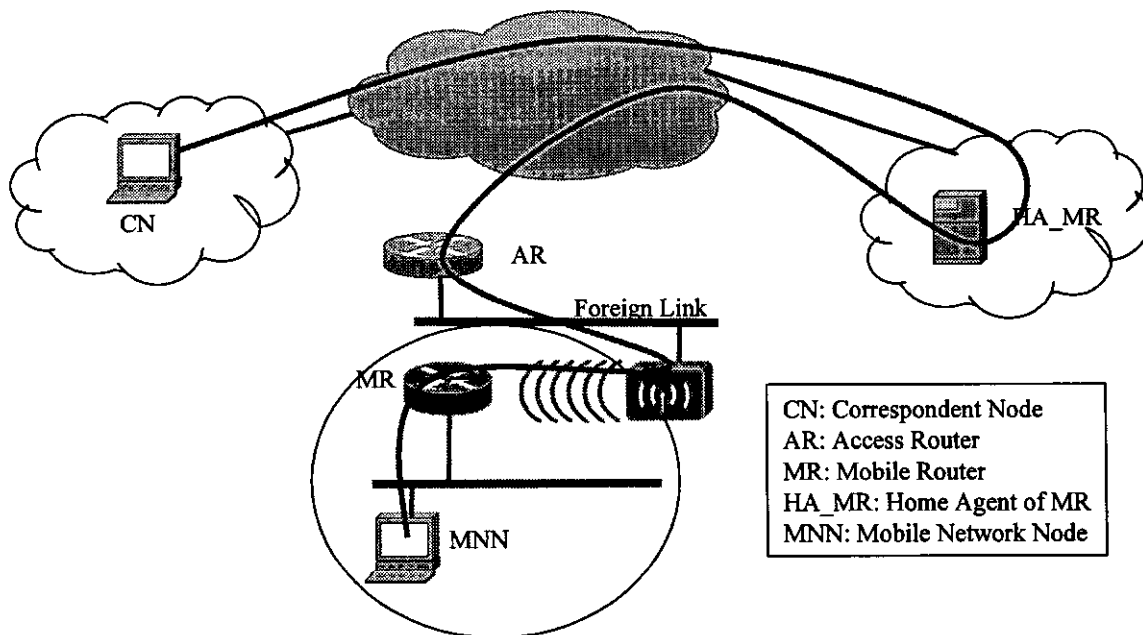 CN
HA_MR
AR
Foreign Link
MR
MNN
CN: Correspondent Node
AR: Access Router
MR: Mobile Router
HA_MR: Home Agent of MR
MNN: Mobile Network Node